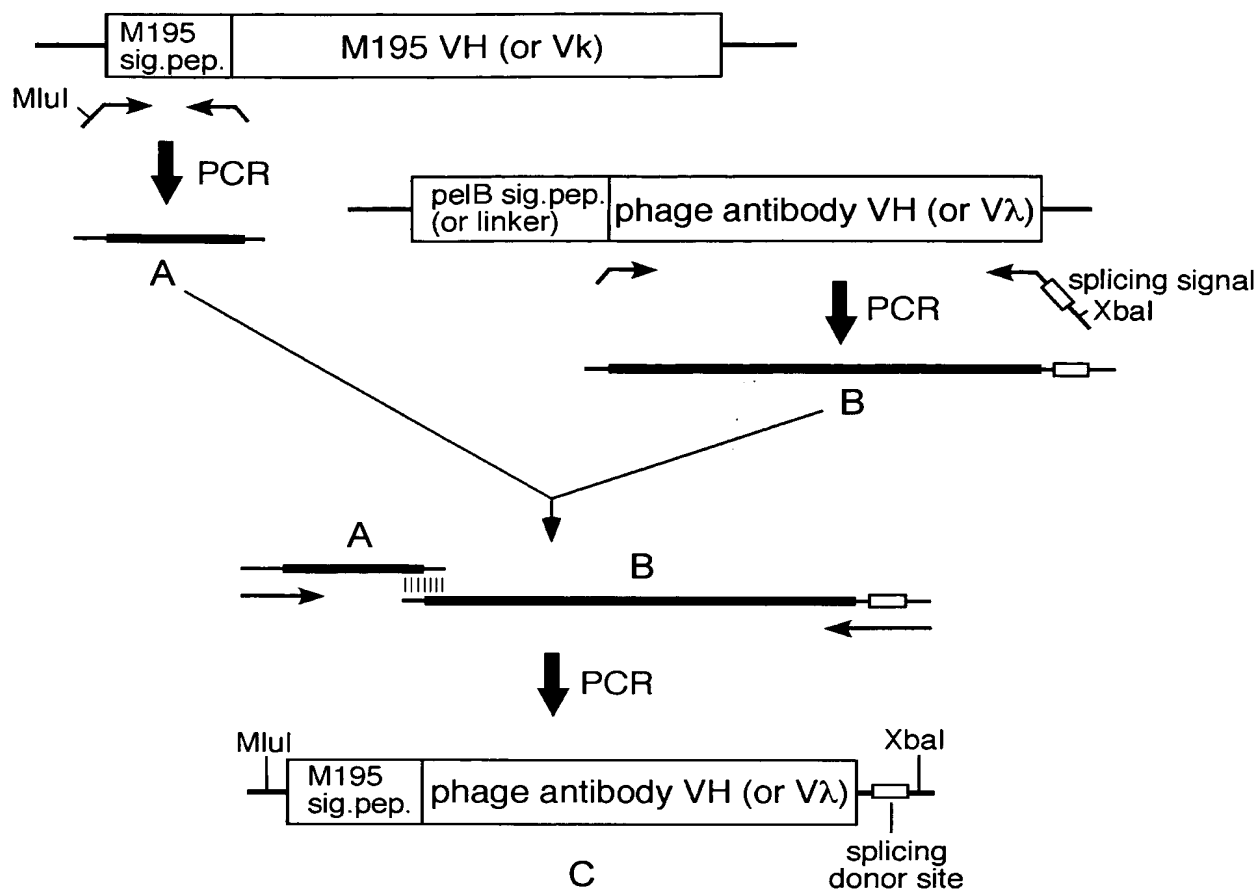 M195
sig.pep.
M195 VH (or Vk)
MluI
PCR
A
pelB sig.pep.
(or linker)
phage antibody VH (or Vλ)
splicing signal
XbaI
PCR
B
A
B
PCR
MluI
XbaI
M195
sig.pep.
phage antibody VH (or Vλ)
splicing
donor site
C